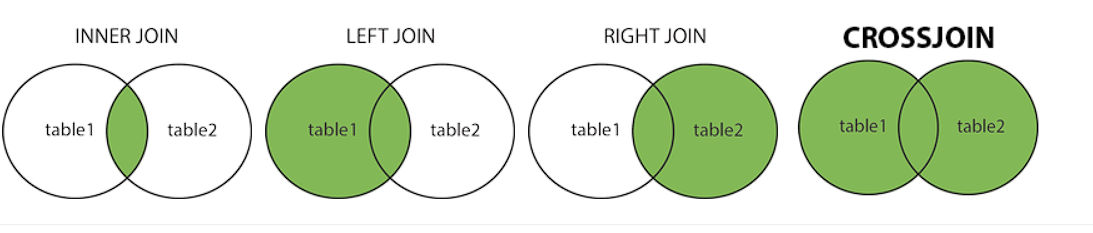 INNER JOIN
LEFT JOIN
RIGHT JOIN
CROSSJOIN
table1
table2
table1
table2
table1
table2
table1
table2